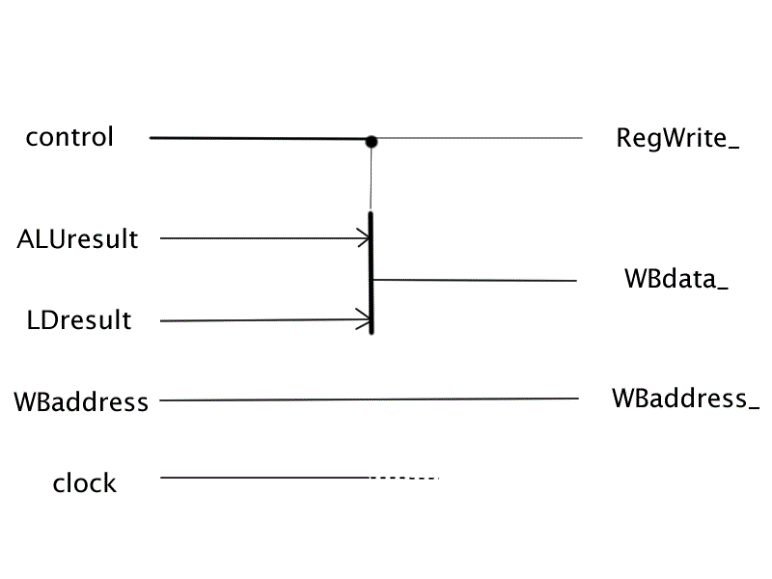 control
RegWrite_
ALUresult
WBdata_
LDresult
WBaddress
WBaddress_
clock